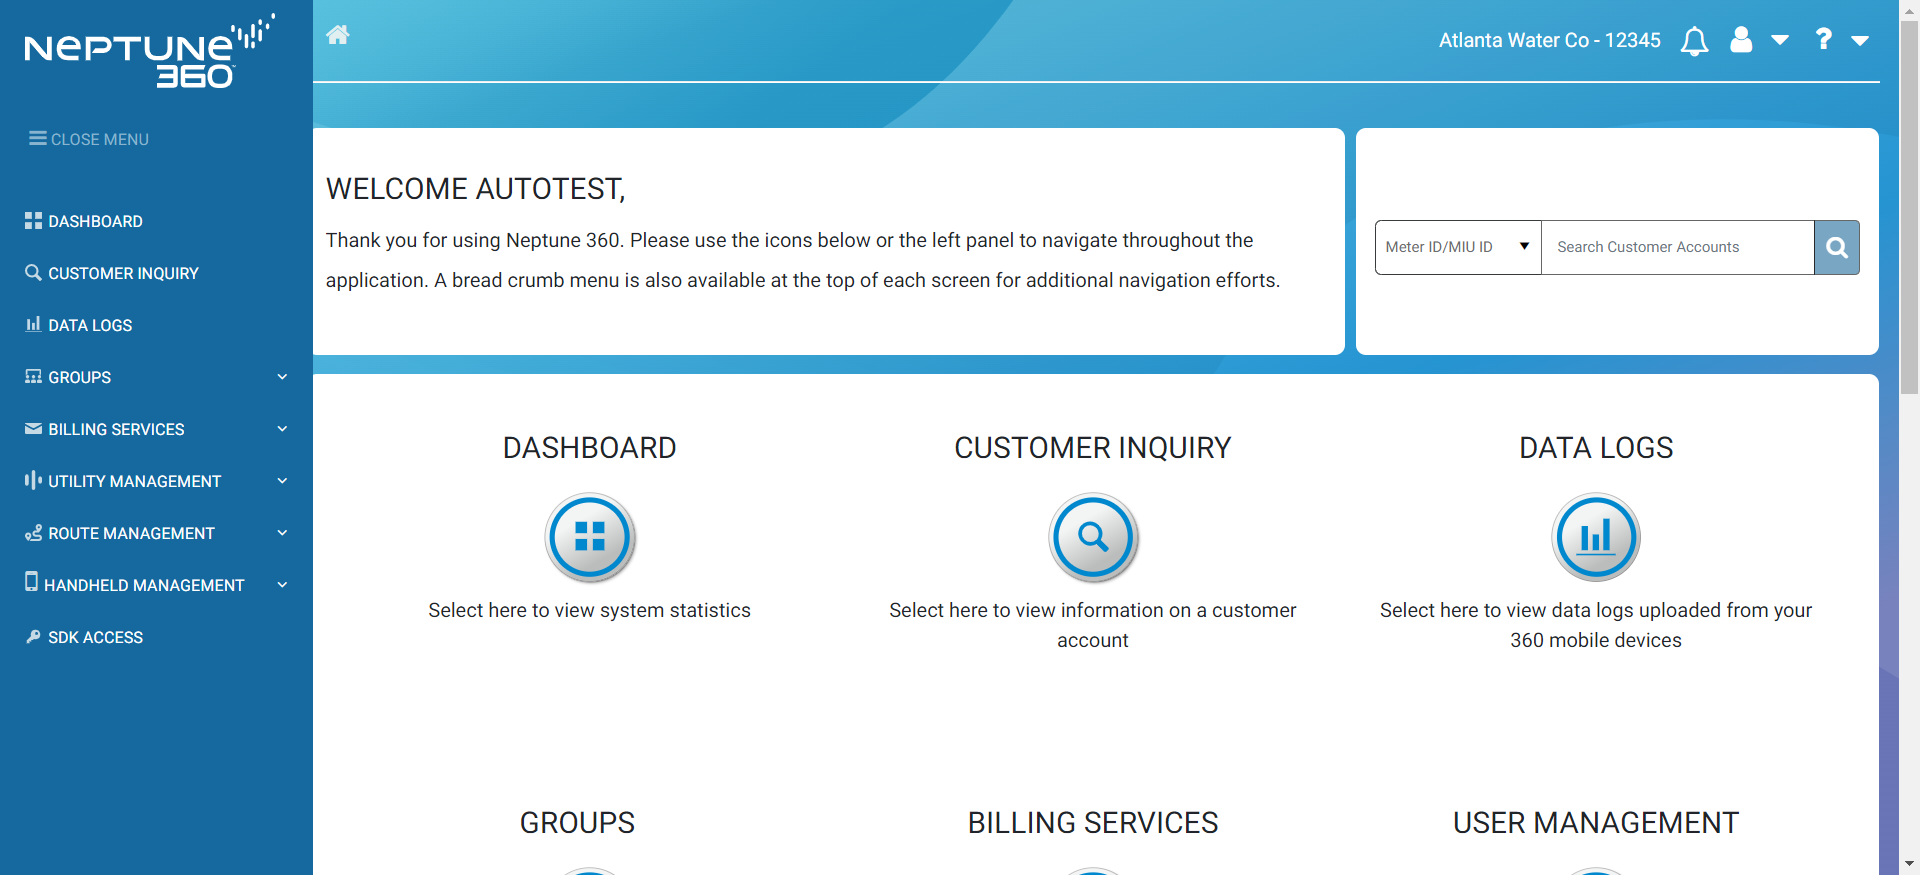 NEPTUNE
360
CLOSE MENU
DASHBOARD
CUSTOMER INQUIRY
DATA LOGS
GROUPS
BILLING SERVICES
UTILITY MANAGEMENT
ROUTE MANAGEMENT
HANDHELD MANAGEMENT
SDK ACCESS
Atlanta Water Co - 12345
?
WELCOME AUTOTEST,
Thank you for using Neptune 360. Please use the icons below or the left panel to navigate throughout the
application. A bread crumb menu is also available at the top of each screen for additional navigation efforts.
Meter ID/MIU ID
Search Customer Accounts
DASHBOARD
Select here to view system statistics
CUSTOMER INQUIRY
Select here to view information on a customer
account
DATA LOGS
Select here to view data logs uploaded from your
360 mobile devices
GROUPS
BILLING SERVICES
USER MANAGEMENT